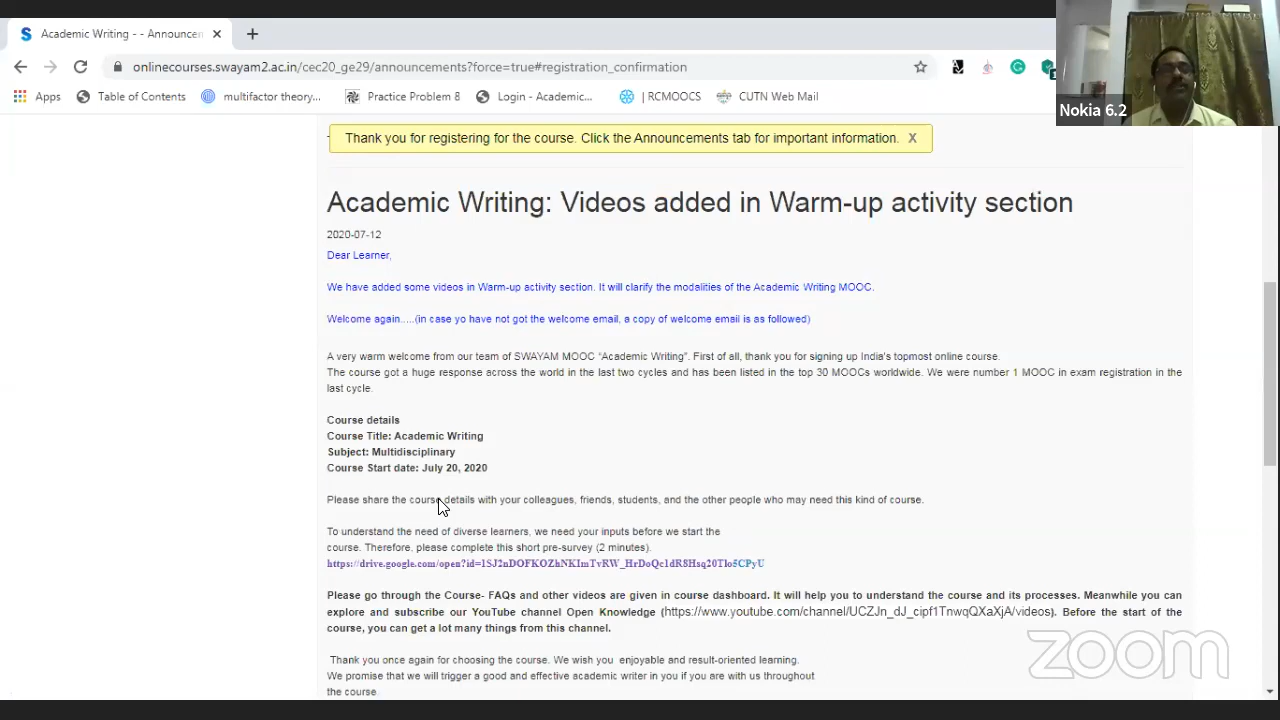 Academic Writing - - Announcen
onlinecourses.swayam2.ac.in/cec20_ge29/announcements?force=true#registration_confirmation
Apps
Table of Contents
multifactor theory...
Practice Problem 8
Login - Academic...
| RCMOOCS
CUTN Web Mail
Nokia 6.2
Thank you for registering for the course. Click the Announcements tab for important information. X
Academic Writing: Videos added in Warm-up activity section
2020-07-12
Dear Learner,
We have added some videos in Warm-up activity section. It will clarify the modalities of the Academic Writing MOOC.
Welcome again.....(in case yo have not got the welcome email, a copy of welcome email is as followed)
A very warm welcome from our team of SWAYAM MOOC "Academic Writing". First of all, thank you for signing up India's topmost online course.
The course got a huge response across the world in the last two cycles and has been listed in the top 30 MOOCs worldwide. We were number 1 MOOC in exam registration in the
last cycle.
Course details
Course Title: Academic Writing
Subject: Multidisciplinary
Course Start date: July 20, 2020
Please share the course details with your colleagues, friends, students, and the other people who may need this kind of course.
To understand the need of diverse learners, we need your inputs before we start the
course. Therefore, please complete this short pre-survey (2 minutes).
https://drive.google.com/open?id=1SJ2nDOFKOZhNKImTvRW_HrDoQc1dR8Hsq20Tlo5CPyU
Please go through the Course- FAQs and other videos are given in course dashboard. It will help you to understand the course and its processes. Meanwhile you can
explore and subscribe our YouTube channel Open Knowledge (https://www.youtube.com/channel/UCZJn_dJ_cipf1TnwqQXaXjA/videos). Before the start of the
course, you can get a lot many things from this channel.
Thank you once again for choosing the course. We wish you enjoyable and result-oriented learning.
We promise that we will trigger a good and effective academic writer in you if you are with us throughout
the course.
zoom